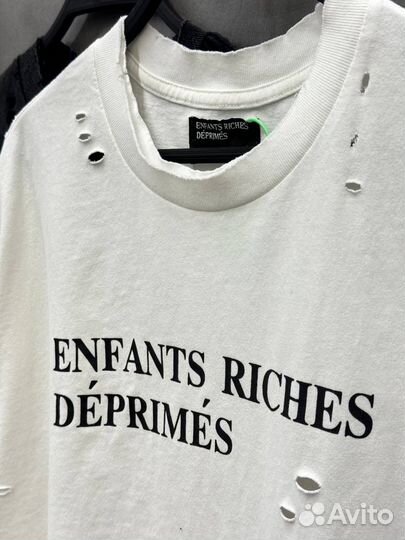 ENFANTS RICHES
DÉPRIMÉS
ENFANTS RICHES
DÉPRIMÉS
Avito